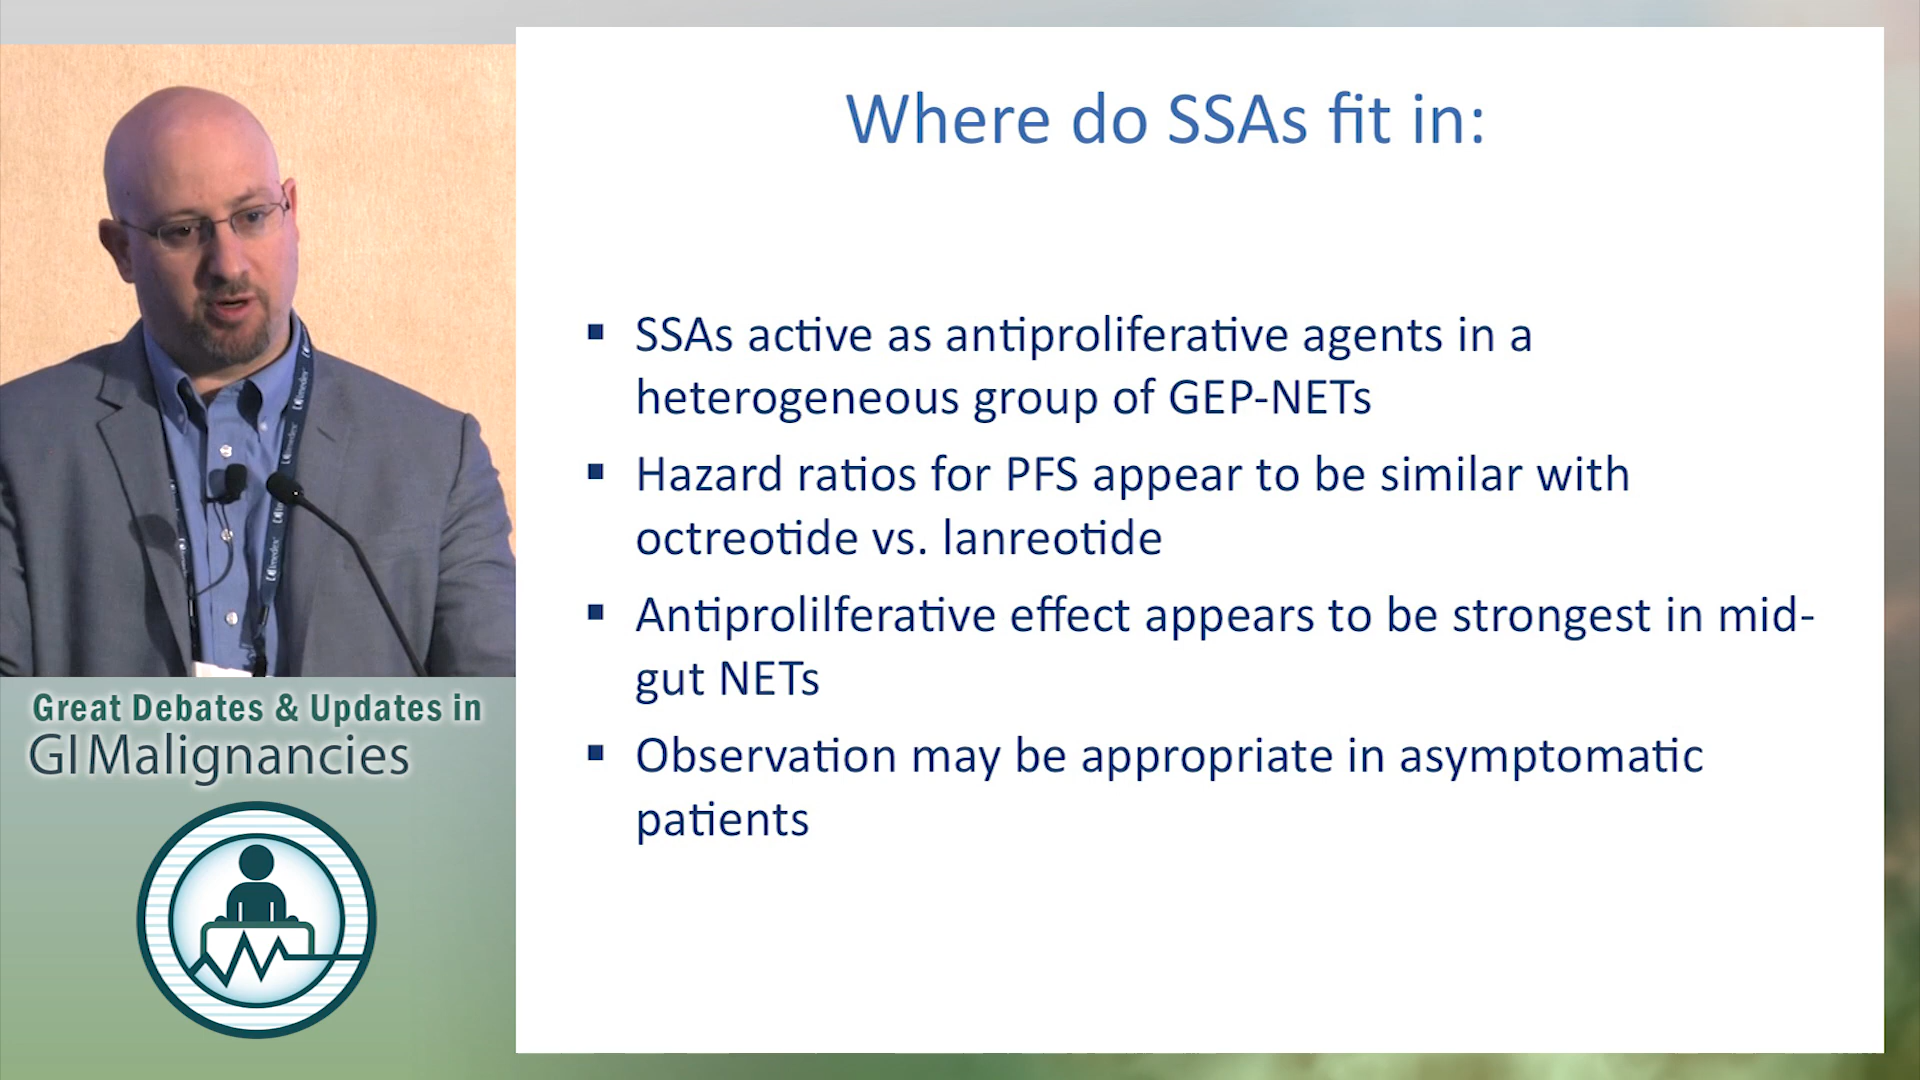 Where do SSAs fit in:
▪ SSAs active as antiproliferative agents in a
heterogeneous group of GEP-NETs
▪ Hazard ratios for PFS appear to be similar with
octreotide vs. lanreotide
▪ Antiprolilferative effect appears to be strongest in mid-
gut NETs
▪ Observation may be appropriate in asymptomatic
patients
Great Debates & Updates in
GI Malignancies